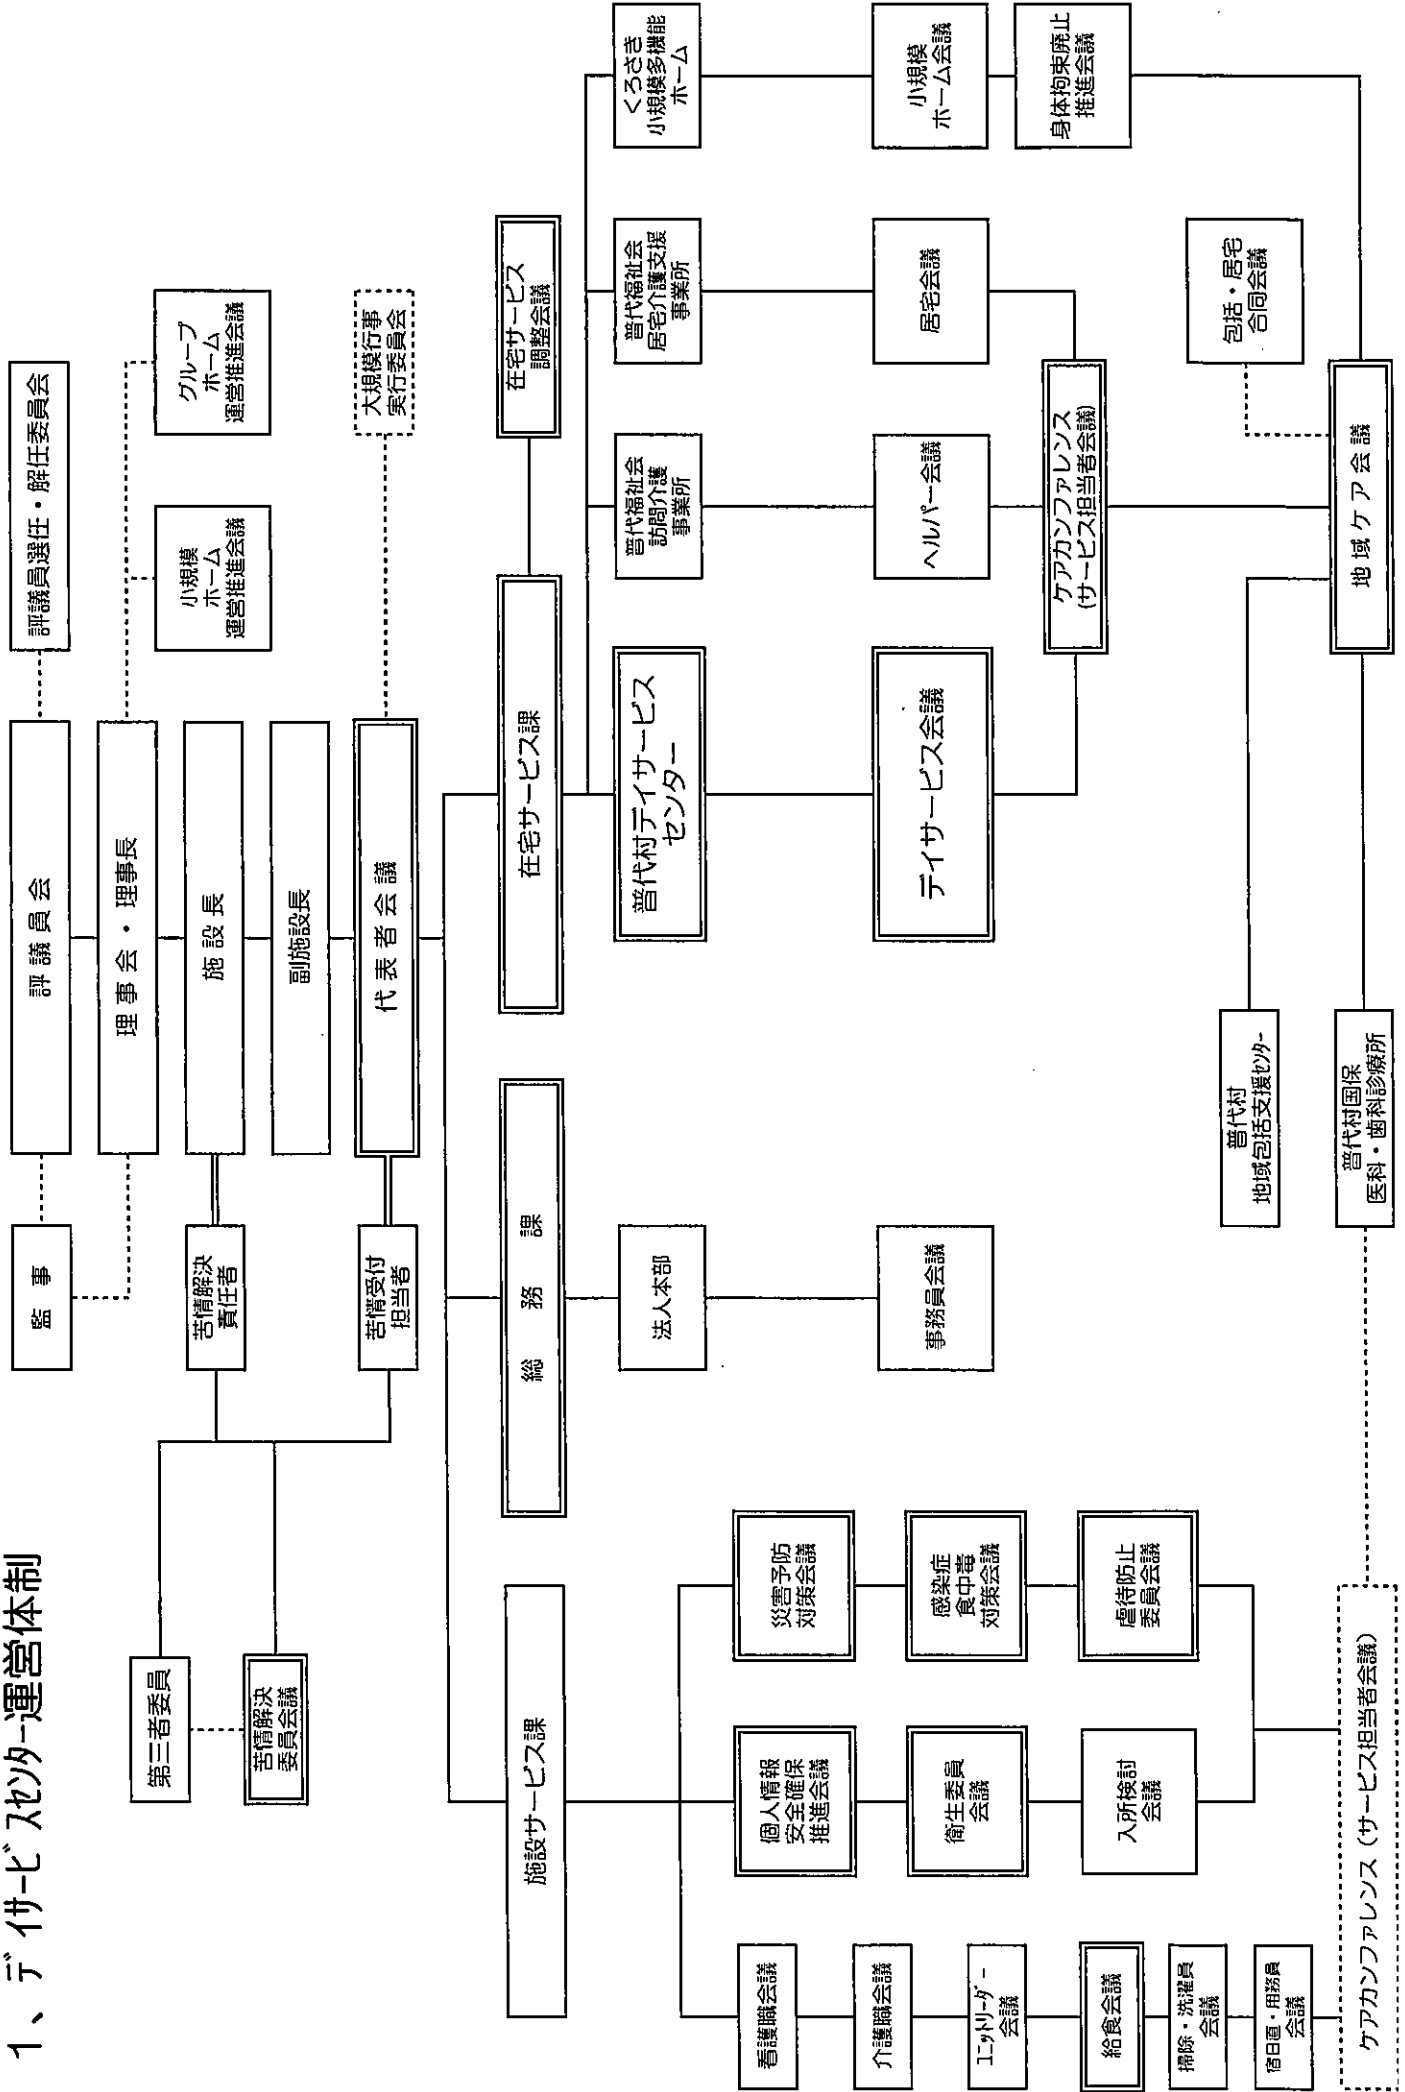 1、デイサービスセンター運営体制
監事
評議員会
評議員選任・解任委員会
理事会・理事長
小規模
ホーム
運営推進会議
グループ
ホーム
運営推進会議
第三者委員
苦情解決
委員会議
苦情解決
責任者
施設長
副施設長
苦情受付
担当者
代表者会議
大規模行事
実行委員会
施設サービス課
総務課
在宅サービス課
在宅サービス
調整会議
法人本部
普代村デイサービス
センター
普代福祉会
訪問介護
事業所
普代福祉会
居宅介護支援
事業所
くろさき
小規模多機能
ホーム
看護職会議
個人情報
安全確保
推進会議
災害予防
対策会議
介護職会議
衛生委員
会議
感染症
食中毒
対策会議
事務員会議
デイサービス会議
ヘルパー会議
居宅会議
小規模
ホーム会議
ユニットリーダー
会議
給食会議
入所検討
会議
虐待防止
委員会議
ケアカンファレンス
(サービス担当者会議)
身体拘束廃止
推進会議
掃除・洗濯員
会議
宿日直・用務員
会議
普代村
地域包括支援センター
包括・居宅
合同会議
ケアカンファレンス（サービス担当者会議）
普代村国保
医科・歯科診療所
地域ケア会議